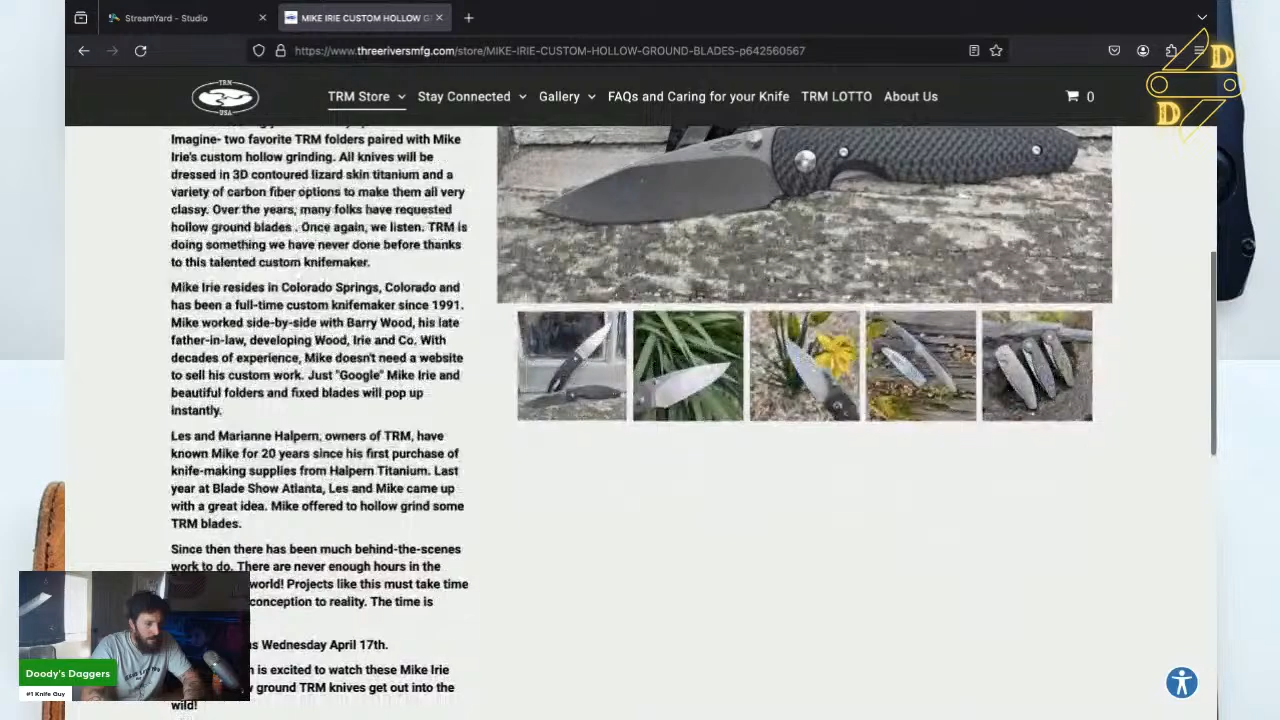 StreamYard - Studio
MIKE IRIE CUSTOM HOLLOW G
https://www.threeriversmfg.com/store/MIKE-IRIE-CUSTOM-HOLLOW-GROUND-BLADES-p642560567
D
D
TRM
USA
TRM Store
Stay Connected
Gallery
FAQs and Caring for your Knife
TRM LOTTO
About Us
0
Imagine- two favorite TRM folders paired with Mike
Irie's custom hollow grinding. All knives will be
dressed in 3D contoured lizard skin titanium and a
variety of carbon fiber options to make them all very
classy. Over the years, many folks have requested
hollow ground blades . Once again, we listen. TRM is
doing something we have never done before thanks
to this talented custom knifemaker.
Mike Irie resides in Colorado Springs, Colorado and
has been a full-time custom knifemaker since 1991.
Mike worked side-by-side with Barry Wood, his late
father-in-law, developing Wood, Irie and Co. With
decades of experience, Mike doesn't need a website
to sell his custom work. Just "Google" Mike Irie and
beautiful folders and fixed blades will pop up
instantly.
Les and Marianne Halpern, owners of TRM, have
known Mike for 20 years since his first purchase of
knife-making supplies from Halpern Titanium. Last
year at Blade Show Atlanta, Les and Mike came up
with a great idea. Mike offered to hollow grind some
TRM blades.
Since then there has been much behind-the-scenes
work to do. There are never enough hours in the
world! Projects like this must take time
conception to reality. The time is
Wednesday April 17th.
is excited to watch these Mike Irie
ground TRM knives get out into the
wild!
Doody's Daggers
#1 Knife Guy